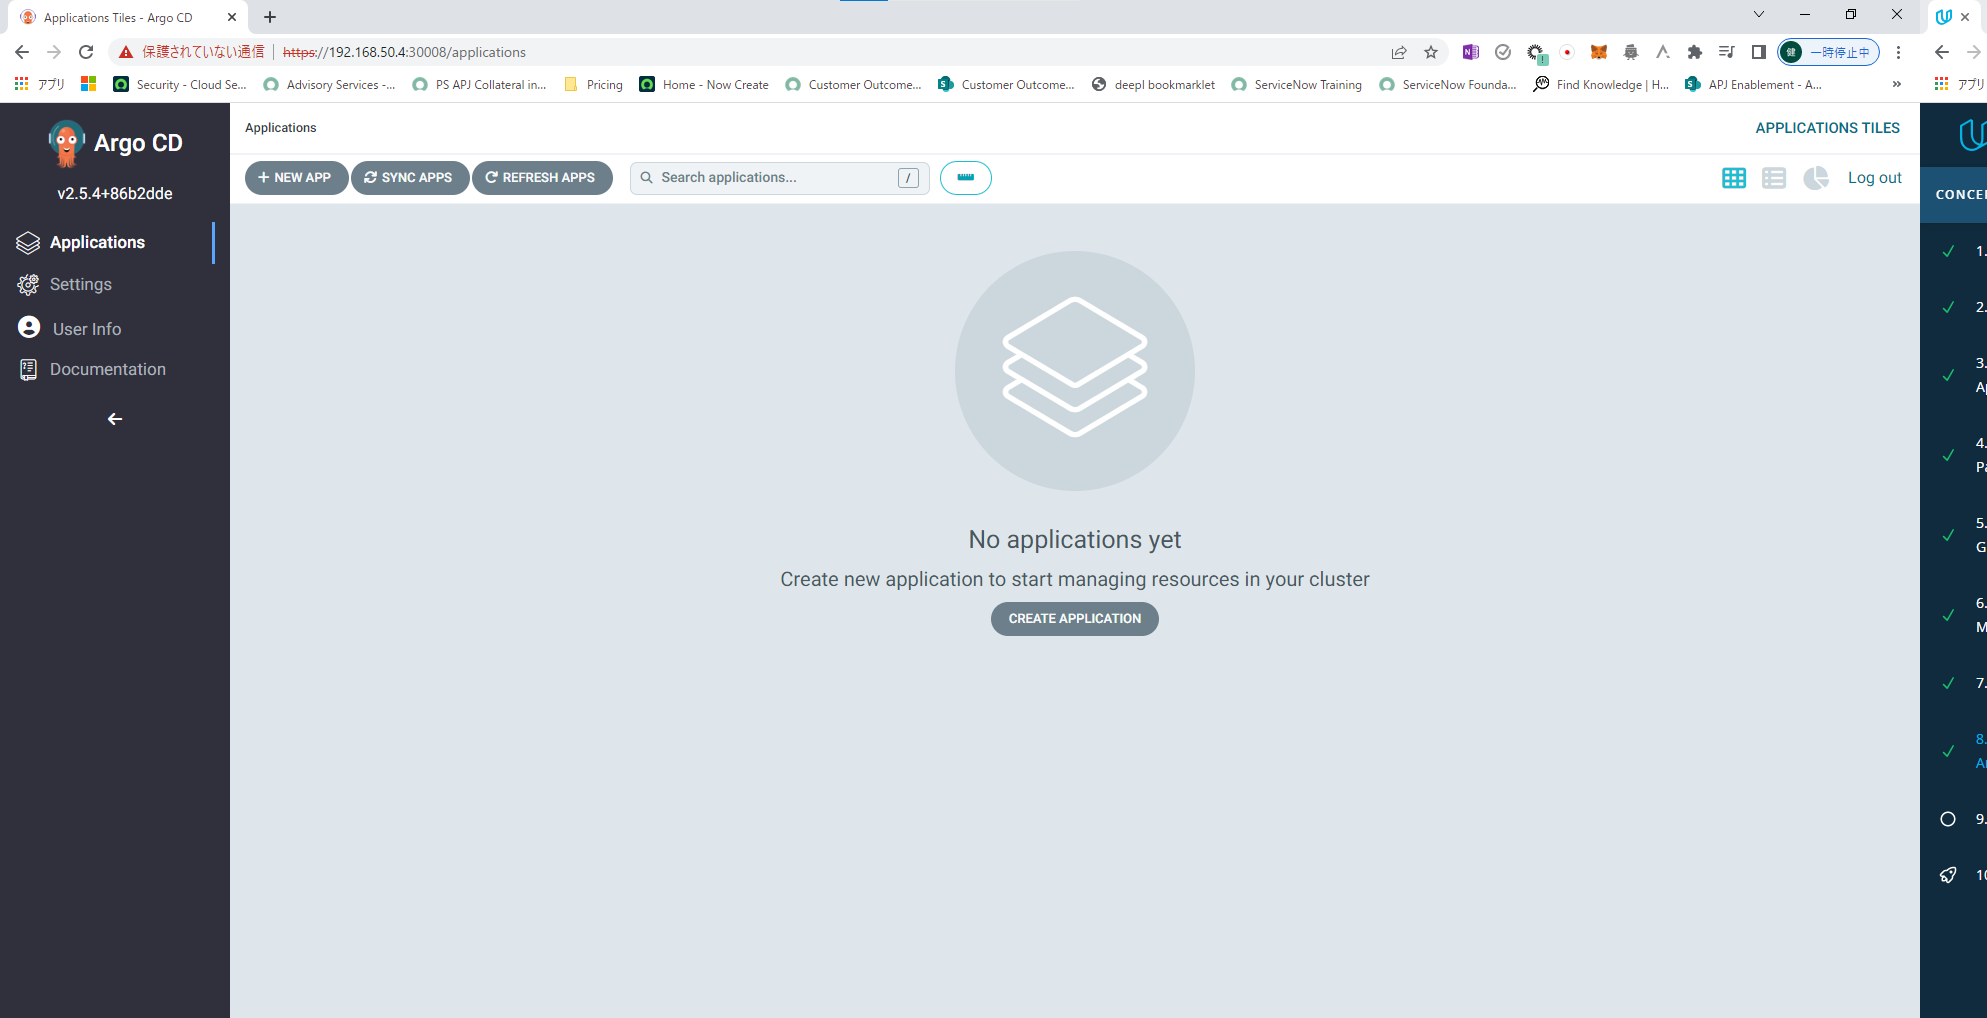 Applications Tiles - Argo CD
保護されていない通信
https://192.168.50.4:30008/applications
健 一時停止中
アプリ
Security - Cloud Se...
Advisory Services -...
PS APJ Collateral in...
Pricing
Home - Now Create
Customer Outcome...
Customer Outcome...
deepl bookmarklet
ServiceNow Training
ServiceNow Founda...
Find Knowledge | H...
APJ Enablement - A...
»
アプリ
Argo CD
v2.5.4+86b2dde
Applications
Settings
User Info
Documentation
Applications
APPLICATIONS TILES
NEW APP
SYNC APPS
REFRESH APPS
Search applications...
/
Log out
No applications yet
Create new application to start managing resources in your cluster
CREATE APPLICATION
1.
2.
3.
4.
5.
6.
7.
8.
9.
10